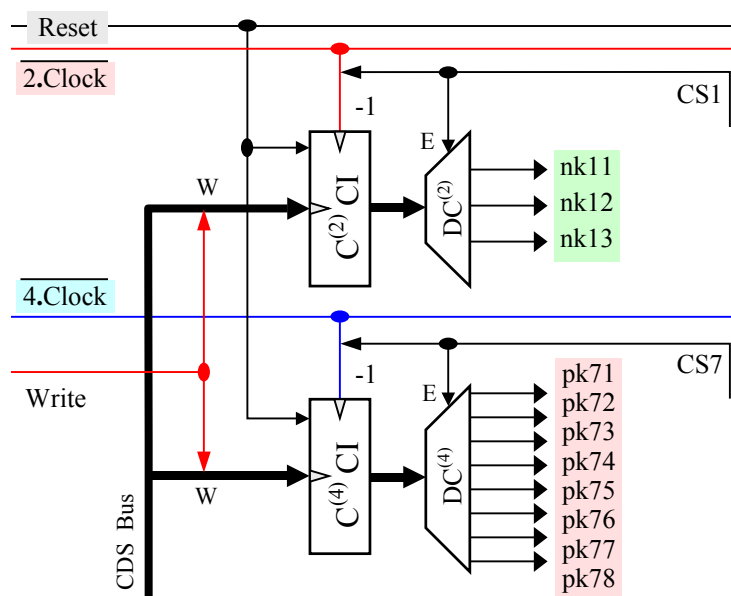 Reset
2.Clock
CS1
-1
E
nk11
W
nk12
C(2) CI
DC(2)
nk13
4.Clock
CS7
-1
pk71
Write
E
pk72
pk73
C(4) CI
DC(4)
pk74
W
pk75
pk76
CDS Bus
pk77
pk78